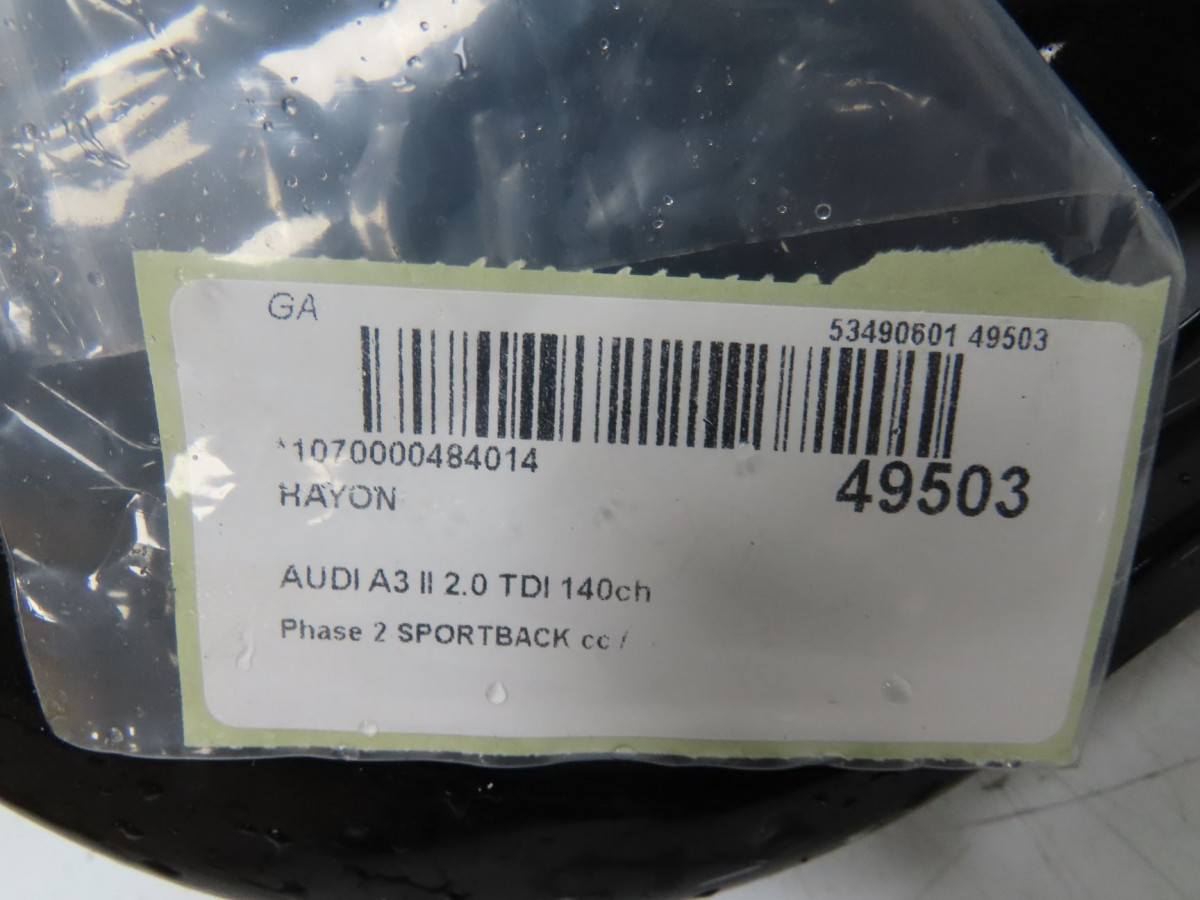 GA
53490601 49503
*1070000484014
49503
RAYON
AUDI A3 II 2.0 TDI 140ch
Phase 2 SPORTBACK cc /